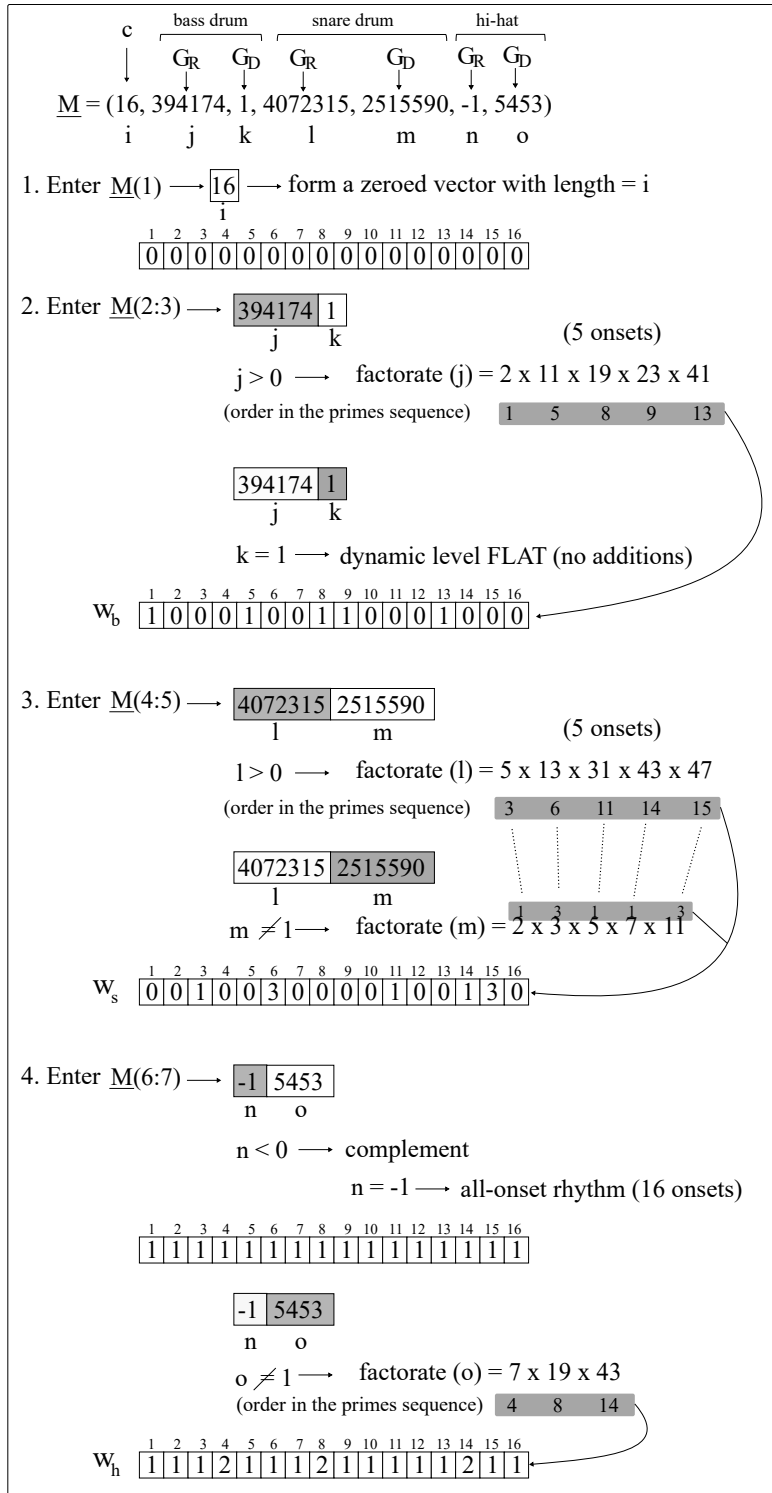 bass drum snare drum hi-hat
c
G_R G_D G_R G_D G_R G_D
M = (16, 394174, 1, 4072315, 2515590, -1, 5453)
i j k l m n o
1. Enter M(1) → 16 → form a zeroed vector with length = i
i
1 2 3 4 5 6 7 8 9 10 11 12 13 14 15 16
0 0 0 0 0 0 0 0 0 0 0 0 0 0 0 0
2. Enter M(2:3) → 394174 1
j k
(5 onsets)
j > 0 → factorate (j) = 2 x 11 x 19 x 23 x 41
(order in the primes sequence) 1 5 8 9 13
394174 1
j k
k = 1 → dynamic level FLAT (no additions)
1 2 3 4 5 6 7 8 9 10 11 12 13 14 15 16
W_b 1 0 0 0 1 0 0 1 1 0 0 0 1 0 0 0
3. Enter M(4:5) → 4072315 2515590
l m
(5 onsets)
l > 0 → factorate (l) = 5 x 13 x 31 x 43 x 47
(order in the primes sequence) 3 6 11 14 15
4072315 2515590
l m
1 3 1 1 3
m ≠ 1 → factorate (m) = 2 x 3 x 5 x 7 x 11
1 2 3 4 5 6 7 8 9 10 11 12 13 14 15 16
W_s 0 0 1 0 0 3 0 0 0 0 1 0 0 1 3 0
4. Enter M(6:7) → -1 5453
n o
n < 0 → complement
n = -1 → all-onset rhythm (16 onsets)
1 2 3 4 5 6 7 8 9 10 11 12 13 14 15 16
1 1 1 1 1 1 1 1 1 1 1 1 1 1 1 1
-1 5453
n o
o ≠ 1 → factorate (o) = 7 x 19 x 43
(order in the primes sequence) 4 8 14
1 2 3 4 5 6 7 8 9 10 11 12 13 14 15 16
W_h 1 1 1 2 1 1 1 2 1 1 1 1 1 2 1 1